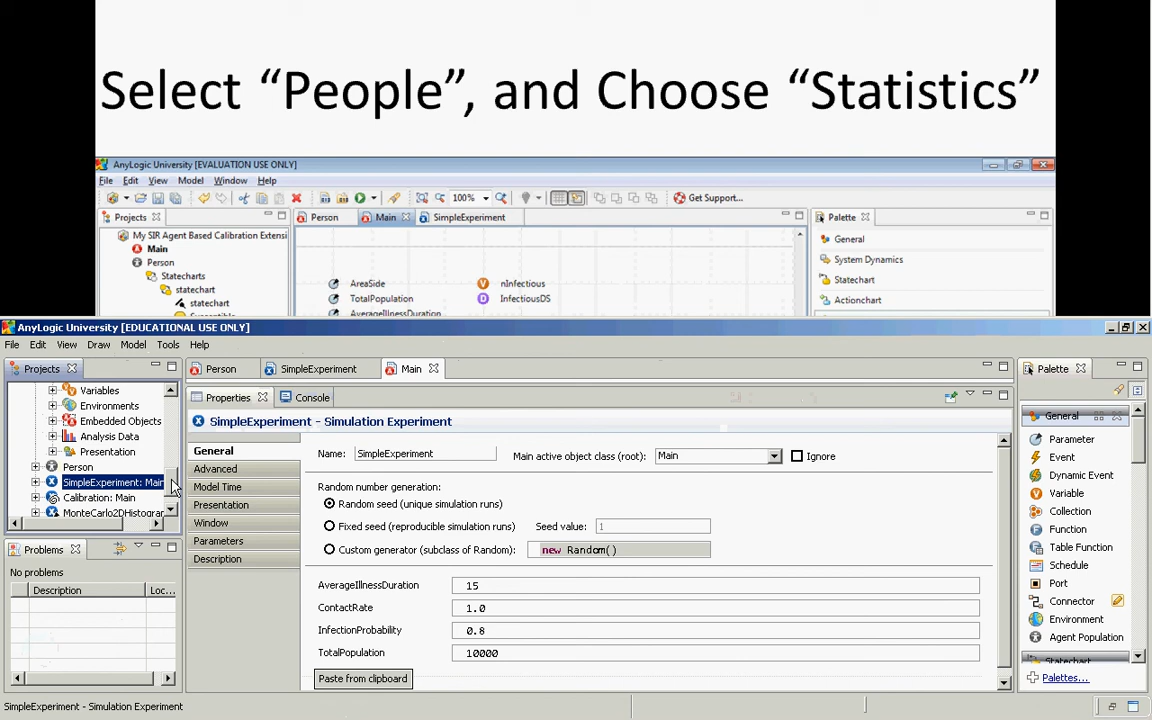 Select “People”, and Choose “Statistics”
AnyLogic University [EVALUATION USE ONLY]
File Edit View Model Window Help
100%
Get Support...
Projects
Person
Main
SimpleExperiment
Palette
My SIR Agent Based Calibration Extensi
Main
Person
Statecharts
statechart
statechart
AreaSide
nInfectious
TotalPopulation
InfectiousDS
AverageIllnessDuration
General
System Dynamics
Statechart
Actionchart
AnyLogic University [EDUCATIONAL USE ONLY]
File Edit View Draw Model Tools Help
Projects
Variables
Environments
Embedded Objects
Analysis Data
Presentation
Person
SimpleExperiment: Main
Calibration: Main
MonteCarlo2DHistogram
Problems
No problems
Description
Loc...
Person
SimpleExperiment
Main
Properties
Console
SimpleExperiment - Simulation Experiment
General
Advanced
Model Time
Presentation
Window
Parameters
Description
Name: SimpleExperiment
Main active object class (root): Main
Ignore
Random number generation:
Random seed (unique simulation runs)
Fixed seed (reproducible simulation runs)
Seed value: 1
Custom generator (subclass of Random): new Random()
AverageIllnessDuration 15
ContactRate 1.0
InfectionProbability 0.8
TotalPopulation 10000
Paste from clipboard
Palette
General
Parameter
Event
Dynamic Event
Variable
Collection
Function
Table Function
Schedule
Port
Connector
Environment
Agent Population
Statechart
Palettes...
SimpleExperiment - Simulation Experiment